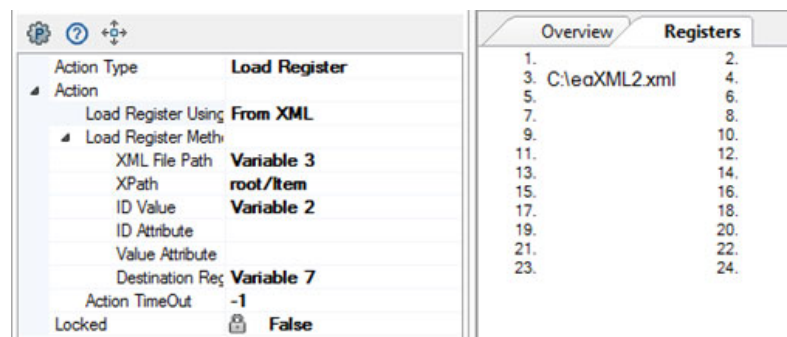 Action Type Load Register
Action
Load Register Using From XML
Load Register Meth
XML File Path Variable 3
XPath root/Item
ID Value Variable 2
ID Attribute
Value Attribute
Destination Reg Variable 7
Action TimeOut -1
Locked False
Overview Registers
1. 2.
3. C:\eaXML2.xml 4.
5. 6.
7. 8.
9. 10.
11. 12.
13. 14.
15. 16.
17. 18.
19. 20.
21. 22.
23. 24.